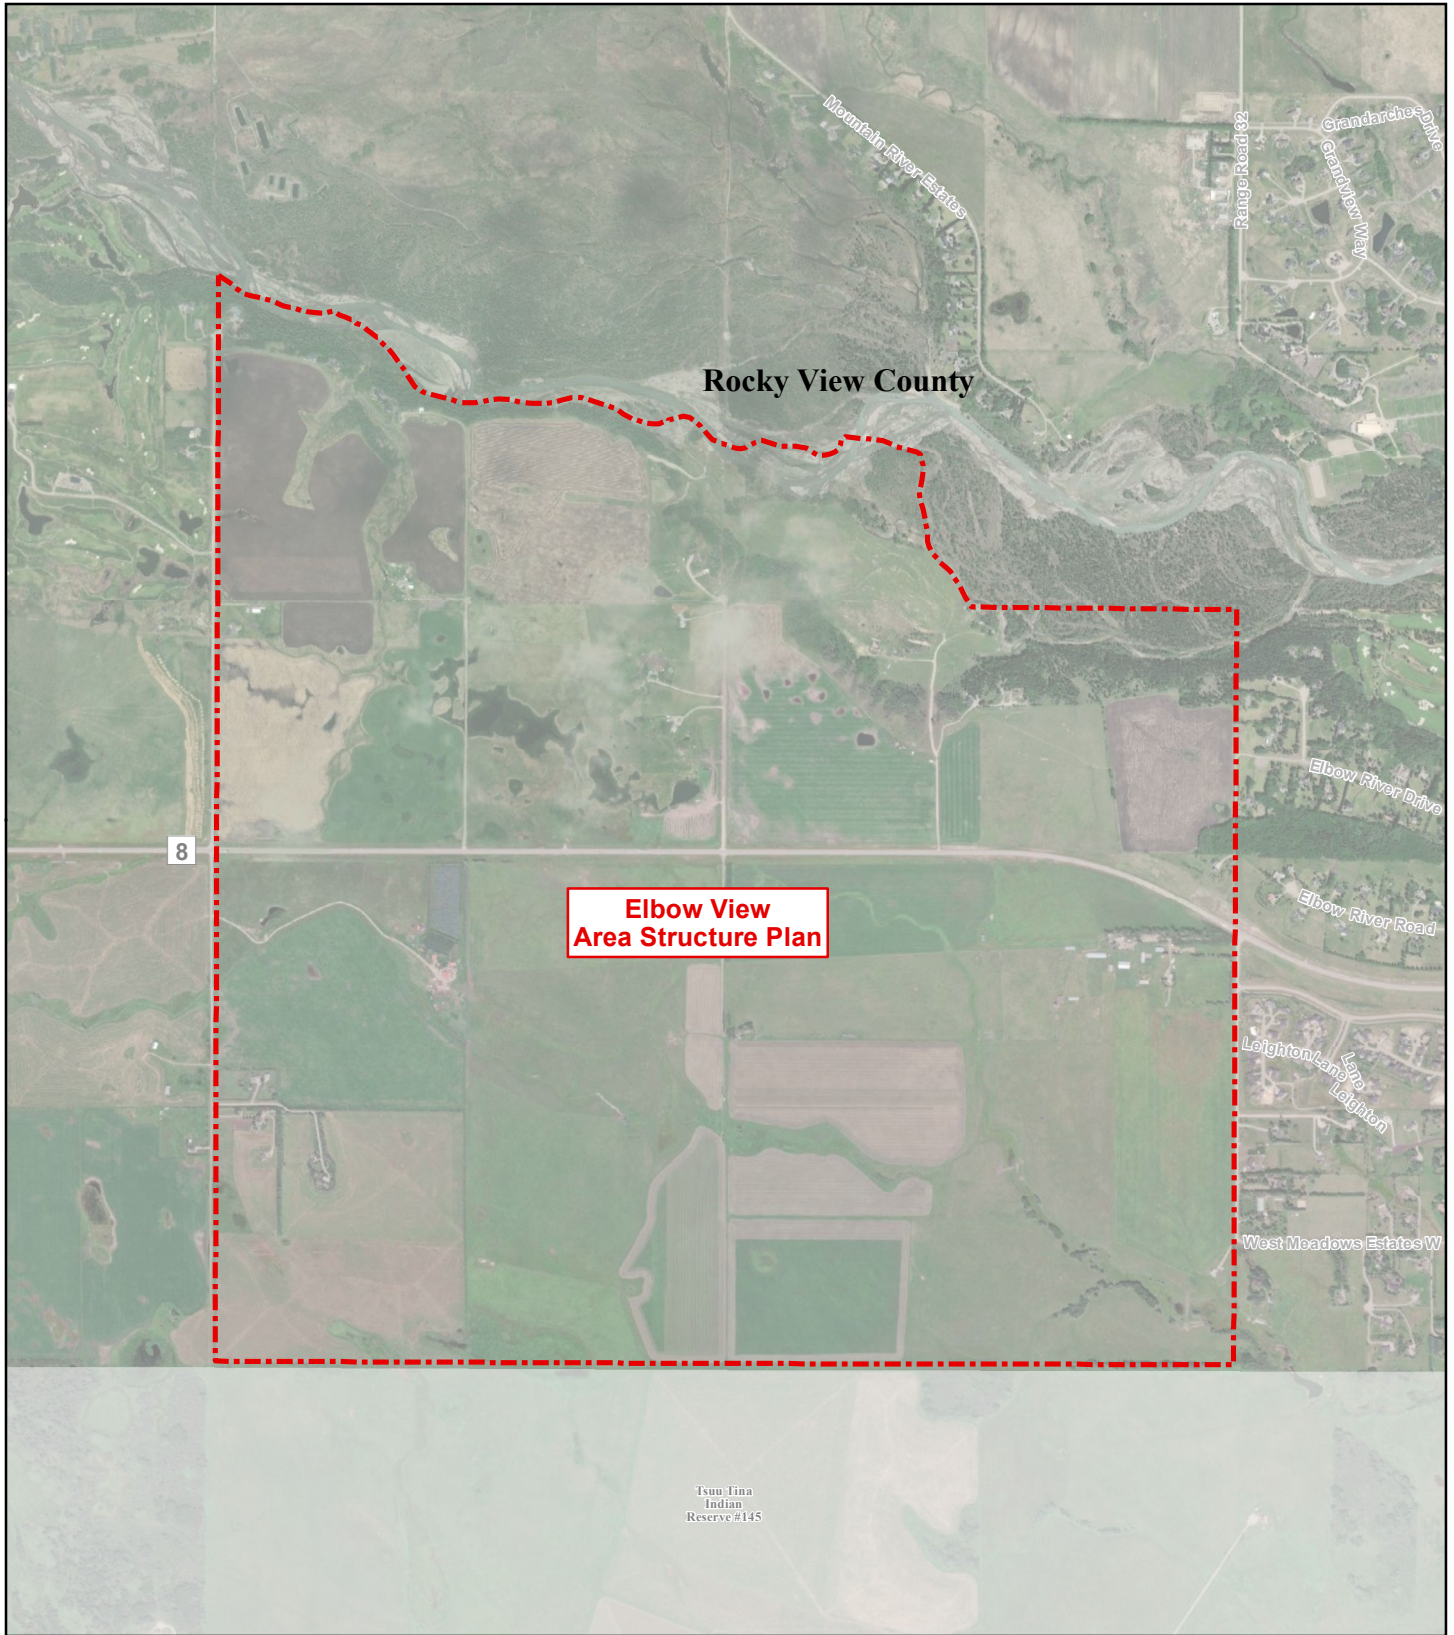 Mountain River Estates
Range Road 32
Grandarches Drive
Grandview Way
Rocky View County
Elbow River Drive
8
Elbow View
Area Structure Plan
Elbow River Road
Leighton Lane
Lane
Leighton
West Meadows Estates W
Tsuu Tina
Indian
Reserve #145